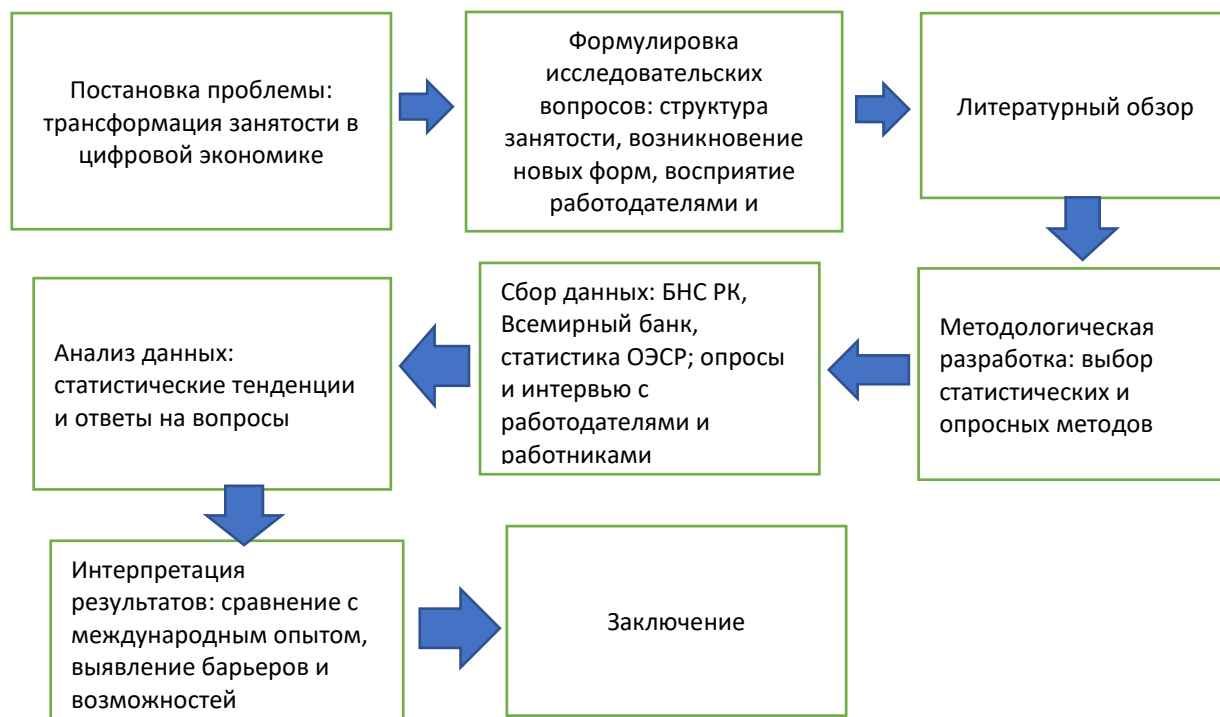 Постановка проблемы:
трансформация занятости в
цифровой экономике
Формулировка
исследовательских
вопросов: структура
занятости, возникновение
новых форм, восприятие
работодателями и
Литературный обзор
Методологическая
разработка: выбор
статистических и
опросных методов
Сбор данных: БНС РК,
Всемирный банк,
статистика ОЭСР; опросы
и интервью с
работодателями и
работниками
Анализ данных:
статистические тенденции
и ответы на вопросы
Интерпретация
результатов: сравнение с
международным опытом,
выявление барьеров и
возможностей
Заключение